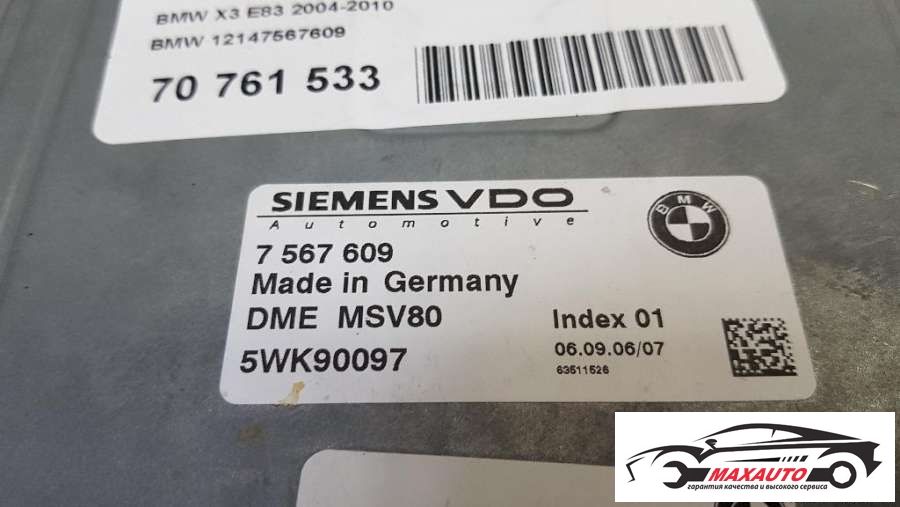 BMW X3 E83 2004-2010
BMW 12147567609
70 761 533
SIEMENS VDO
Automotive
BMW
7 567 609
Made in Germany
DME MSV80
Index 01
5WK90097
06.09.06/07
63511526
MAXAUTO
гарантия качества и высокого сервиса